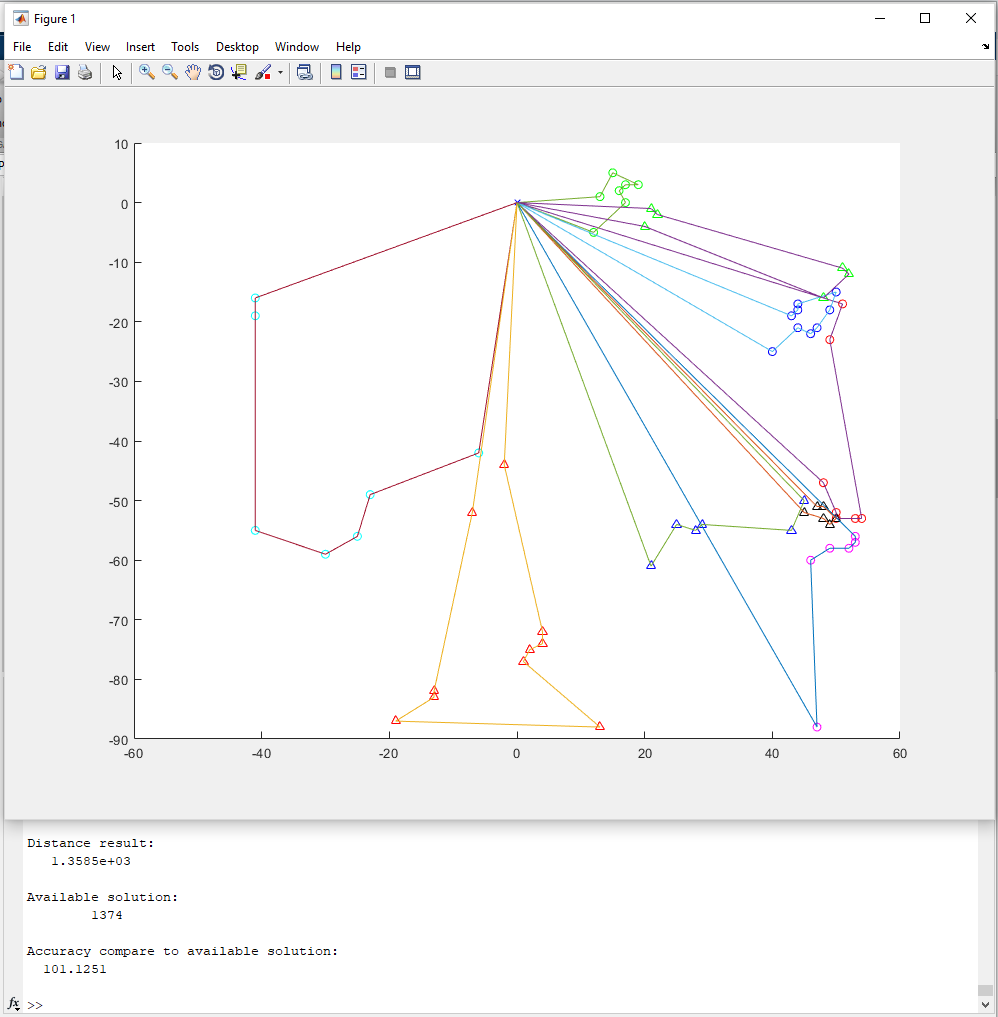 Figure 1
File Edit View Insert Tools Desktop Window Help
10
0
-10
-20
-30
-40
-50
-60
-70
-80
-90
-60 -40 -20 0 20 40 60
Distance result:
1.3585e+03
Available solution:
1374
Accuracy compare to available solution:
101.1251
fx >>